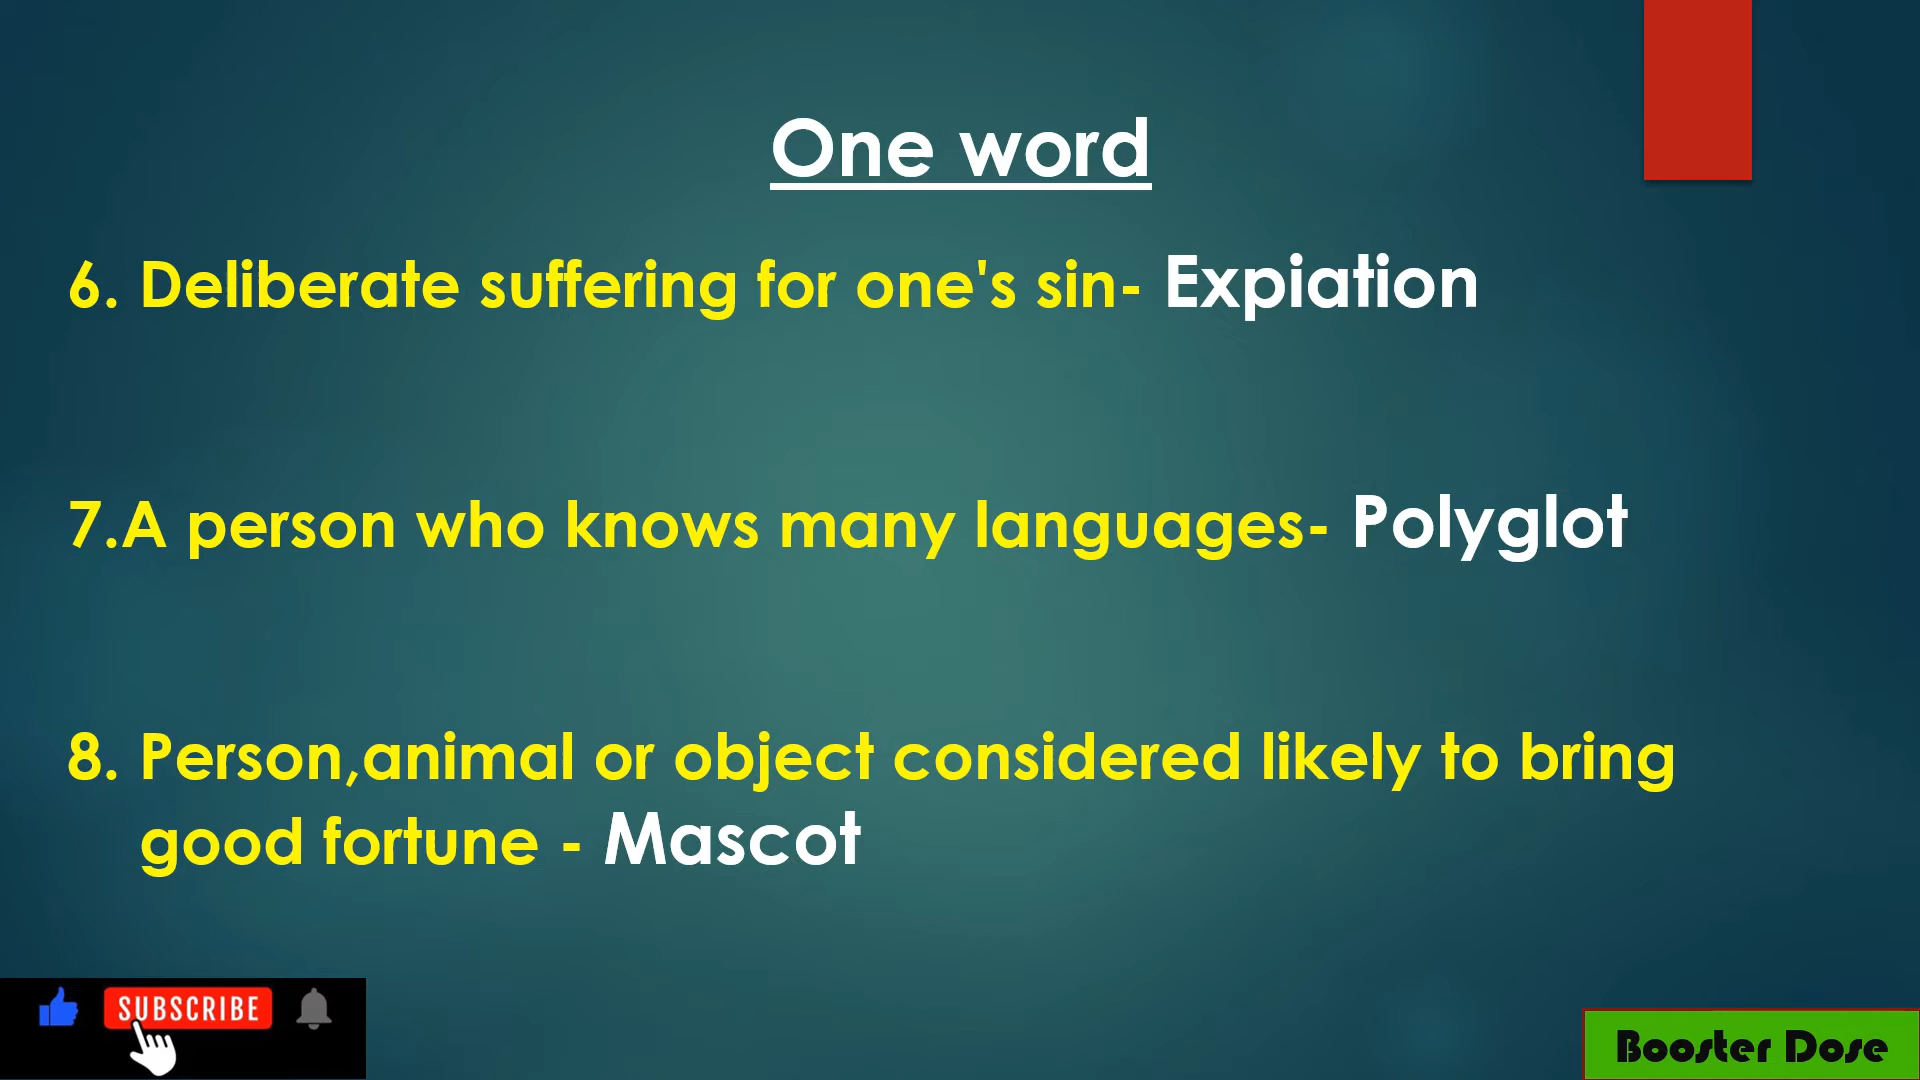 One word
6. Deliberate suffering for one's sin- Expiation
7.A person who knows many languages- Polyglot
8. Person,animal or object considered likely to bring
good fortune - Mascot
SUBSCRIBE
Booster Dose